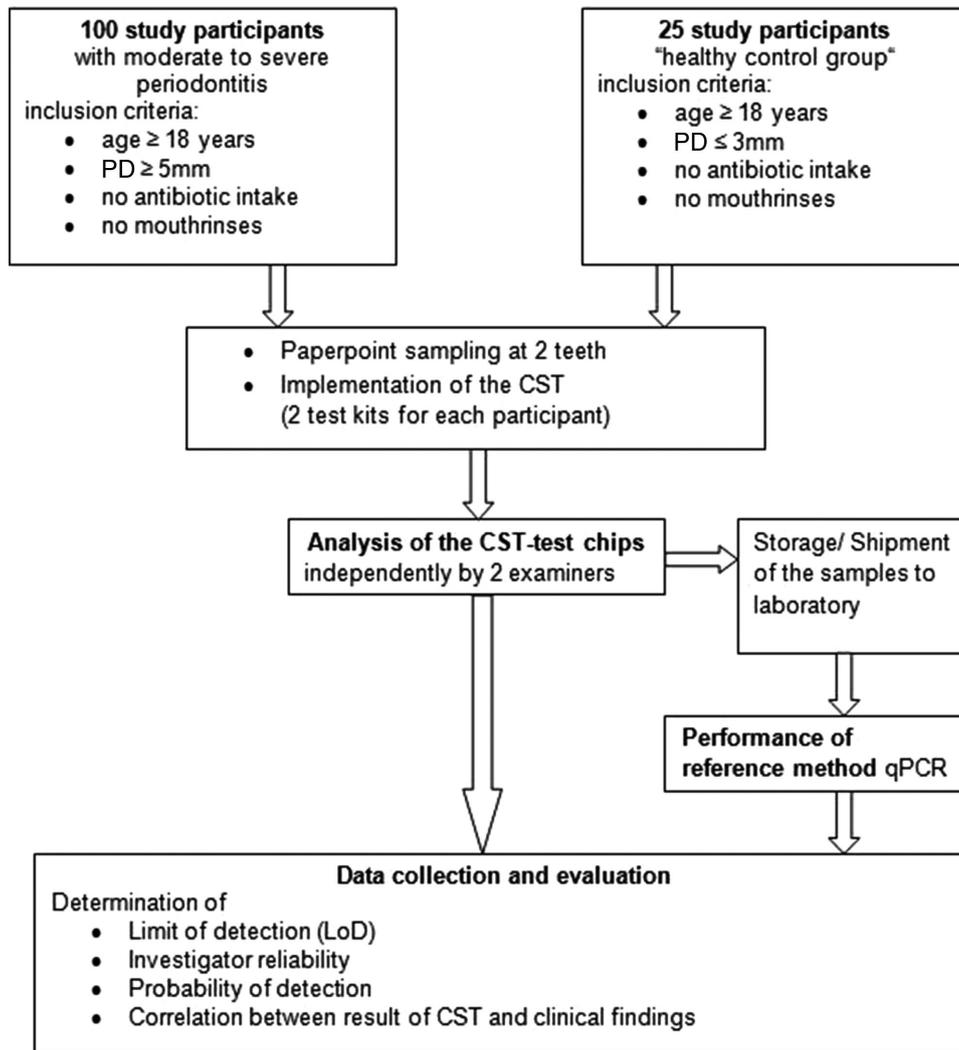 100 study participants
with moderate to severe
periodontitis
inclusion criteria:
• age ≥ 18 years
• PD ≥ 5mm
• no antibiotic intake
• no mouthrinses
25 study participants
"healthy control group"
inclusion criteria:
• age ≥ 18 years
• PD ≤ 3mm
• no antibiotic intake
• no mouthrinses
• Paperpoint sampling at 2 teeth
• Implementation of the CST
(2 test kits for each participant)
Analysis of the CST-test chips
independently by 2 examiners
Storage/ Shipment
of the samples to
laboratory
Performance of
reference method qPCR
Data collection and evaluation
Determination of
• Limit of detection (LoD)
• Investigator reliability
• Probability of detection
• Correlation between result of CST and clinical findings